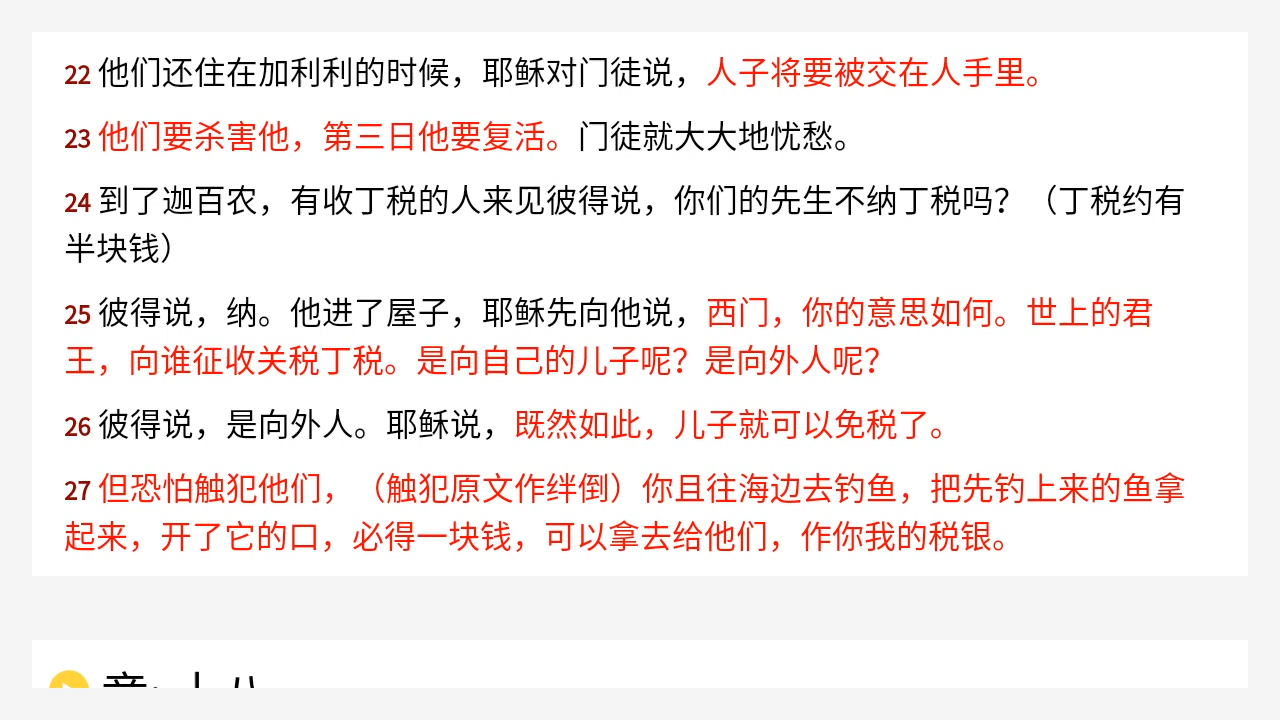 22 他们还住在加利利的时候，耶稣对门徒说，人子将要被交在人手里。
23 他们要杀害他，第三日他要复活。门徒就大大地忧愁。
24 到了迦百农，有收丁税的人来见彼得说，你们的先生不纳丁税吗？（丁税约有
半块钱）
25 彼得说，纳。他进了屋子，耶稣先向他说，西门，你的意思如何。世上的君
王，向谁征收关税丁税。是向自己的儿子呢？是向外人呢？
26 彼得说，是向外人。耶稣说，既然如此，儿子就可以免税了。
27 但恐怕触犯他们，（触犯原文作绊倒）你且往海边去钓鱼，把先钓上来的鱼拿
起来，开了它的口，必得一块钱，可以拿去给他们，作你我的税银。